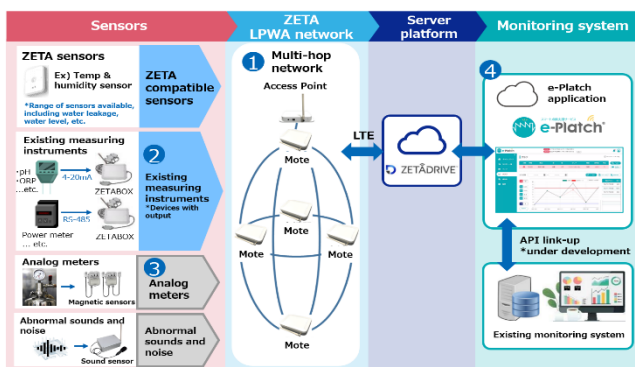 Sensors
ZETA
LPWA network
Server
platform
Monitoring system
ZETA sensors
Ex) Temp &
humidity sensor
*Range of sensors available,
including water leakage,
water level, etc.
ZETA
compatible
sensors
Existing measuring
instruments
・pH
・ORP
...etc.
4-20mA
ZETABOX
RS-485
ZETABOX
Power meter
... etc.
2
Existing
measuring
instruments
*Devices with
output
Analog meters
Magnetic sensors
3
Analog
meters
Abnormal sounds and
noise
Sound sensor
Abnormal
sounds and
noise
1
Multi-hop
network
Access Point
Mote
Mote
Mote
Mote
Mote
LTE
ZETADRIVE
4
e-Platch
application
e-Platch
API link-up
*under development
Existing monitoring system